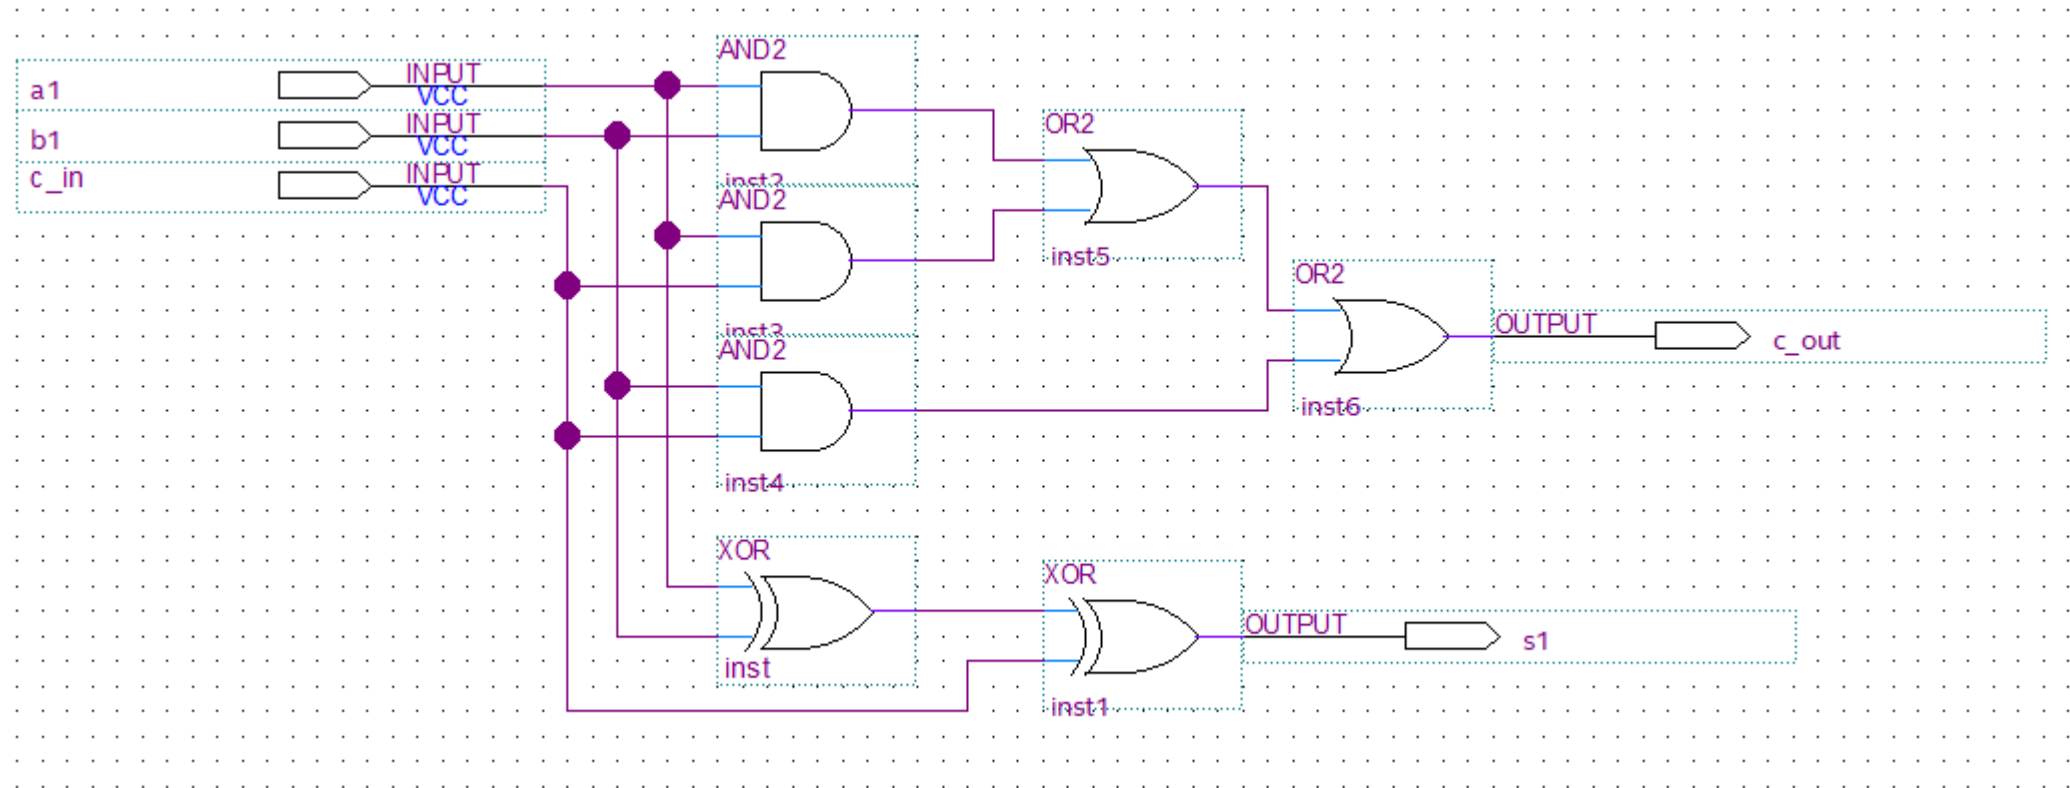 a1 INPUT
VCC
b1 INPUT
VCC
c_in INPUT
VCC
AND2
inst2
AND2
inst3
AND2
inst4
OR2
inst5
OR2
inst6
OUTPUT c_out
XOR
inst
XOR
inst1
OUTPUT s1